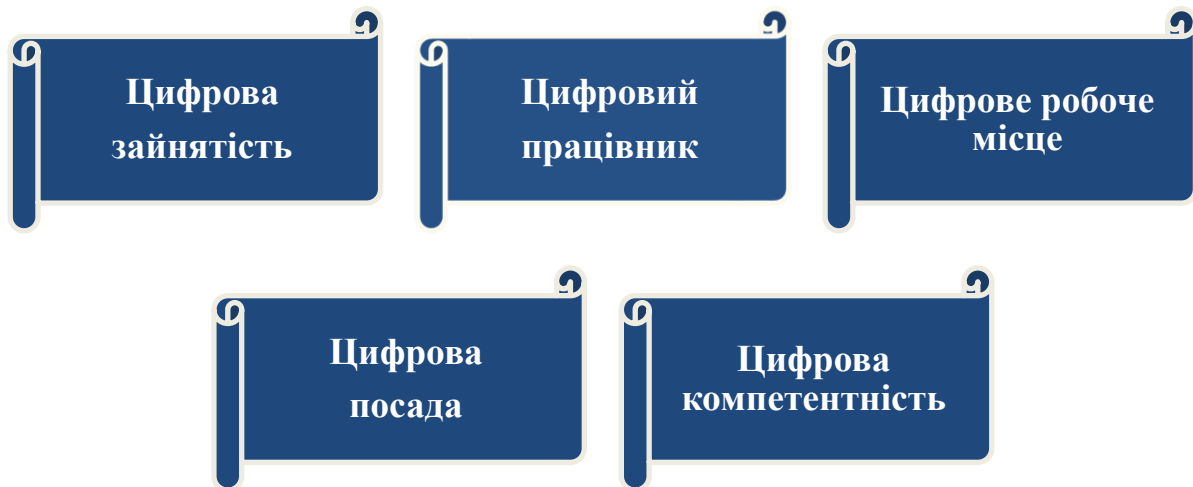 Цифрова
зайнятість
Цифровий
працівник
Цифрове робоче
місце
Цифрова
посада
Цифрова
компетентність